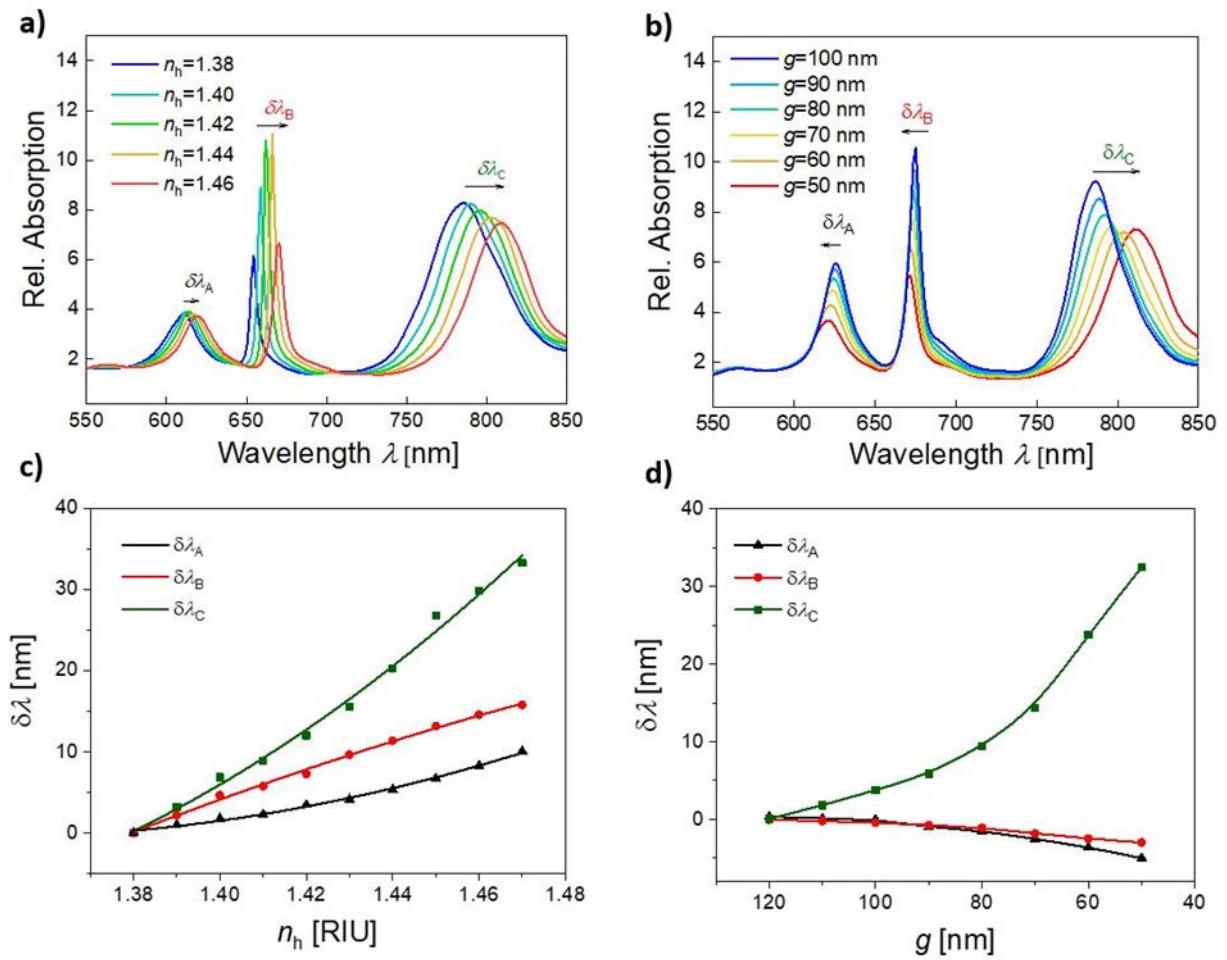 a)
n_h=1.38
n_h=1.40
n_h=1.42
n_h=1.44
n_h=1.46
δλ_A
δλ_B
δλ_C
14
12
10
8
6
4
2
Rel. Absorption
550 600 650 700 750 800 850
Wavelength λ [nm]
b)
g=100 nm
g=90 nm
g=80 nm
g=70 nm
g=60 nm
g=50 nm
δλ_A
δλ_B
δλ_C
14
12
10
8
6
4
2
Rel. Absorption
550 600 650 700 750 800 850
Wavelength λ [nm]
c)
δλ_A
δλ_B
δλ_C
40
30
20
10
0
δλ [nm]
1.38 1.40 1.42 1.44 1.46 1.48
n_h [RIU]
d)
δλ_A
δλ_B
δλ_C
40
30
20
10
0
δλ [nm]
120 100 80 60 40
g [nm]